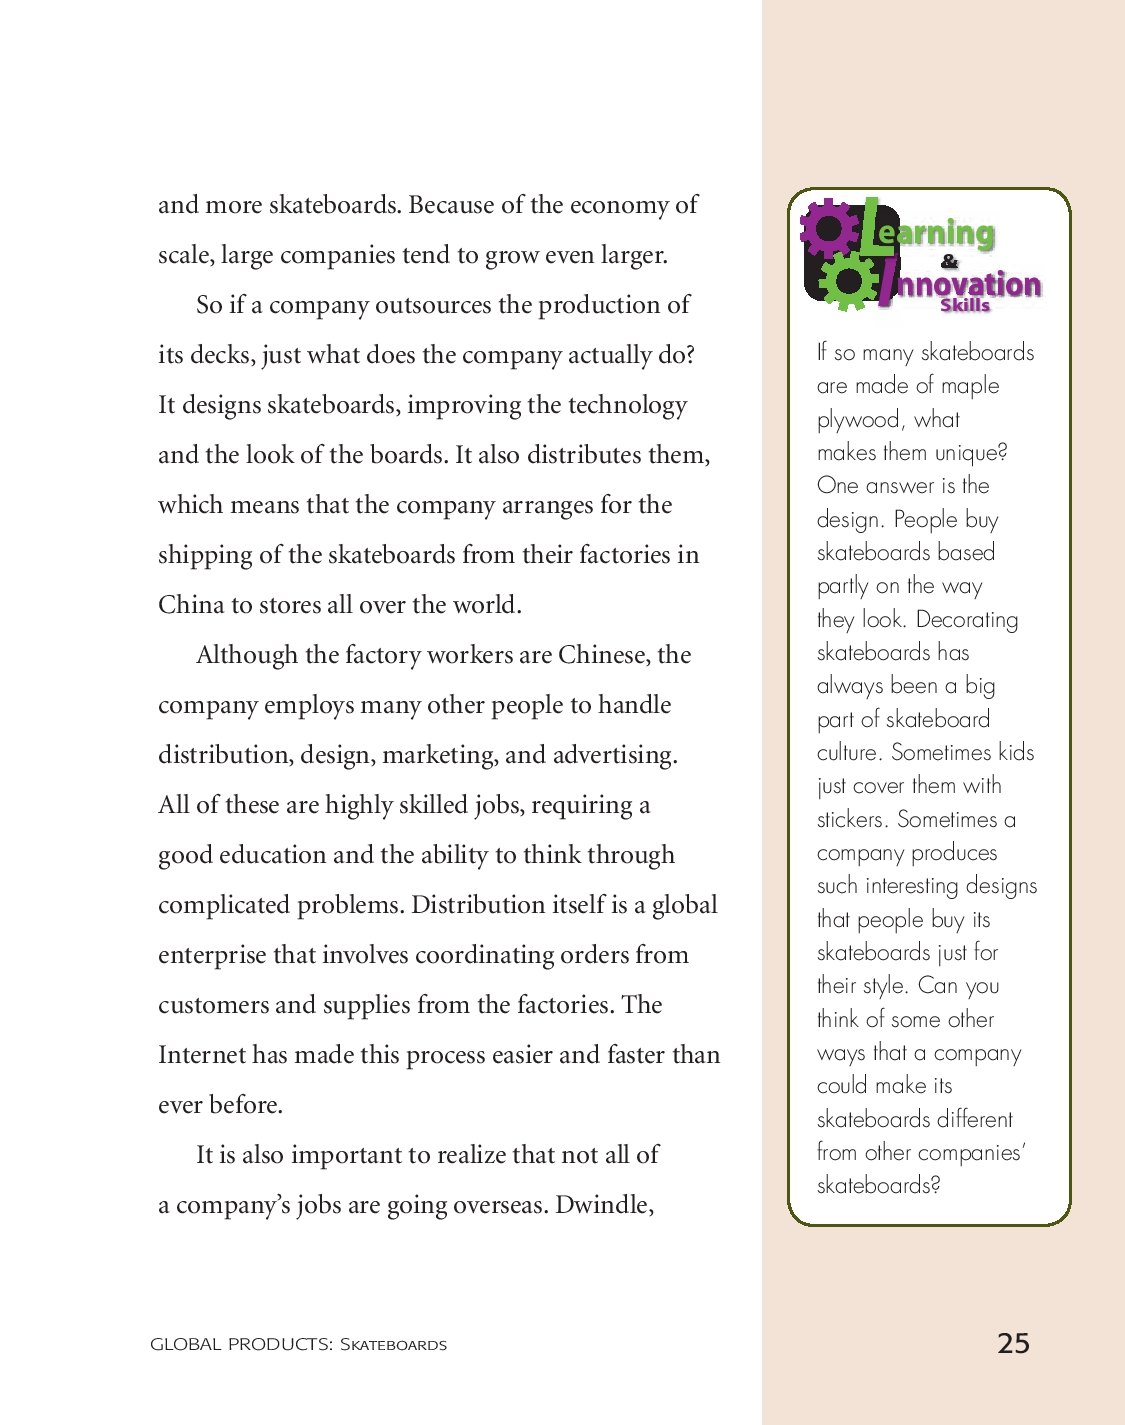 and more skateboards. Because of the economy of
scale, large companies tend to grow even larger.
So if a company outsources the production of
its decks, just what does the company actually do?
It designs skateboards, improving the technology
and the look of the boards. It also distributes them,
which means that the company arranges for the
shipping of the skateboards from their factories in
China to stores all over the world.
Although the factory workers are Chinese, the
company employs many other people to handle
distribution, design, marketing, and advertising.
All of these are highly skilled jobs, requiring a
good education and the ability to think through
complicated problems. Distribution itself is a global
enterprise that involves coordinating orders from
customers and supplies from the factories. The
Internet has made this process easier and faster than
ever before.
It is also important to realize that not all of
a company’s jobs are going overseas. Dwindle,
Learning
&
Innovation
Skills
If so many skateboards
are made of maple
plywood, what
makes them unique?
One answer is the
design. People buy
skateboards based
partly on the way
they look. Decorating
skateboards has
always been a big
part of skateboard
culture. Sometimes kids
just cover them with
stickers. Sometimes a
company produces
such interesting designs
that people buy its
skateboards just for
their style. Can you
think of some other
ways that a company
could make its
skateboards different
from other companies’
skateboards?
GLOBAL PRODUCTS: Skateboards
25